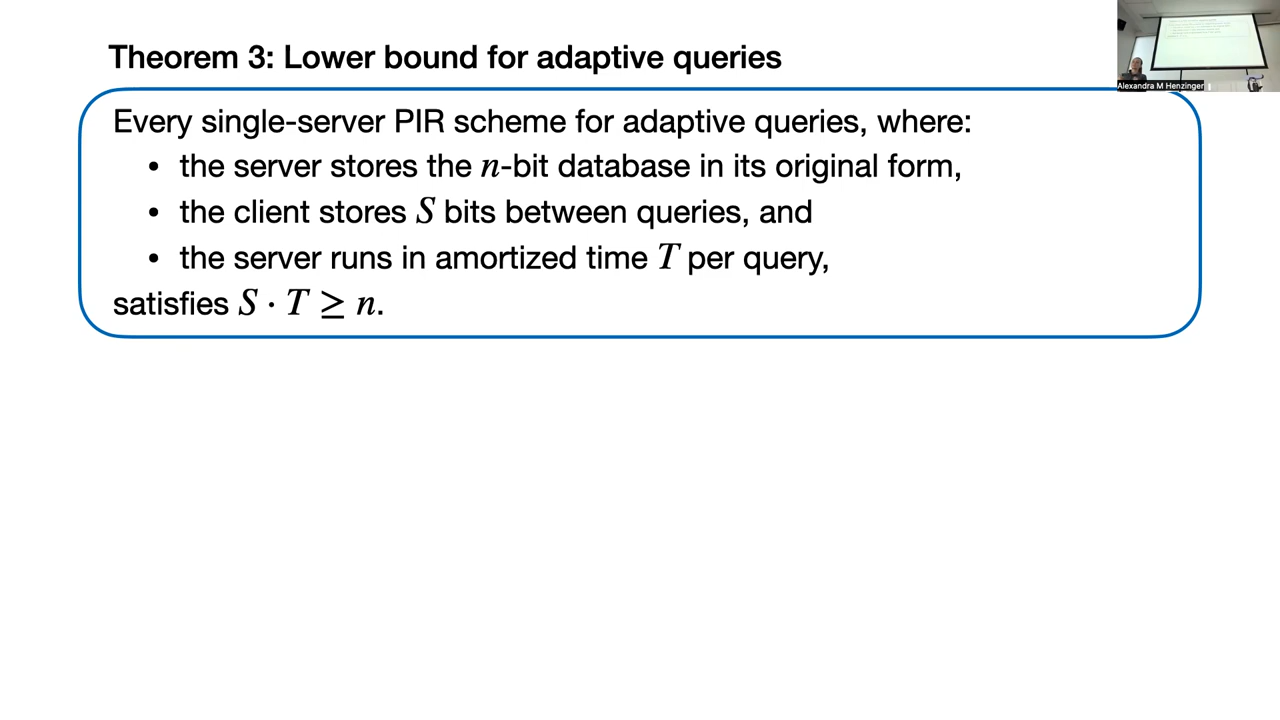 Theorem 3: Lower bound for adaptive queries
Alexandra M Henzinger
Every single-server PIR scheme for adaptive queries, where:
• the server stores the n-bit database in its original form,
• the client stores S bits between queries, and
• the server runs in amortized time T per query,
satisfies S · T ≥ n.